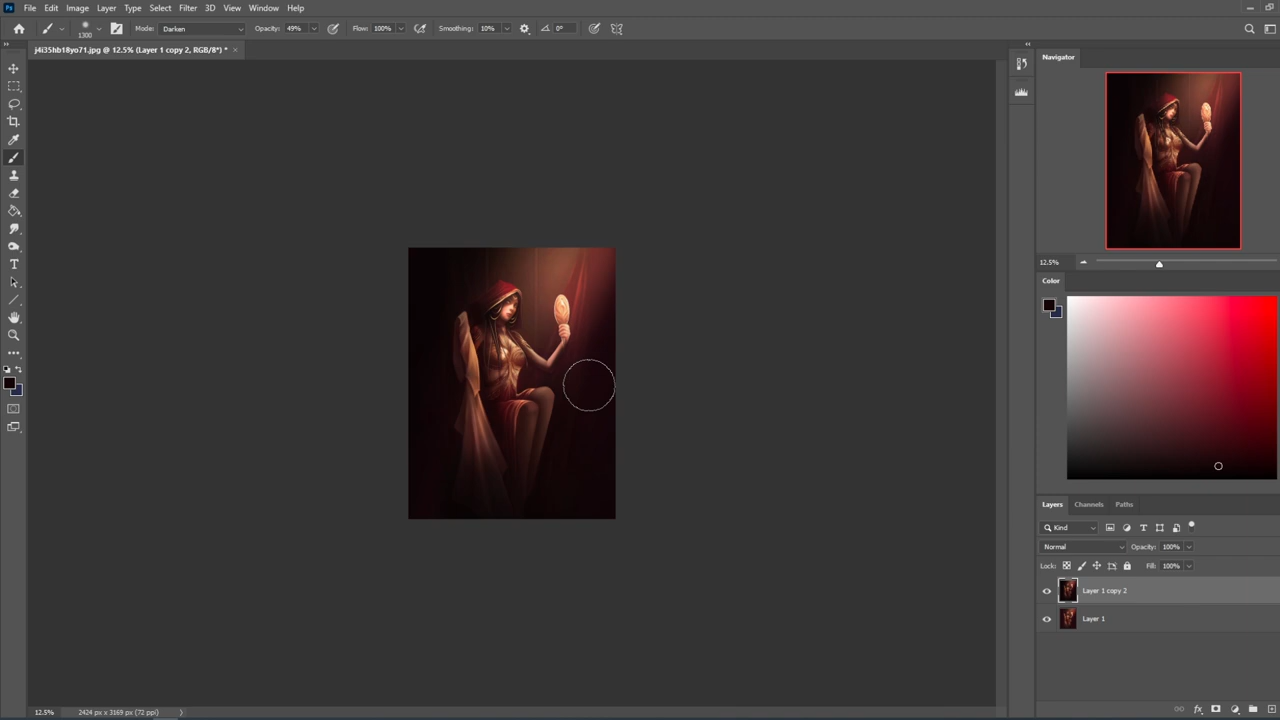 Ps File Edit Image Layer Type Select Filter 3D View Window Help
1300 Mode: Darken Opacity: 49% Flow: 100% Smoothing: 10% 0°
j4i35hb18yo71.jpg @ 12.5% (Layer 1 copy 2, RGB/8*) * ×
Navigator
12.5%
Color
Layers Channels Paths
Kind
Normal Opacity: 100%
Lock: Fill: 100%
Layer 1 copy 2
Layer 1
fx
12.5% 2424 px x 3169 px (72 ppi)